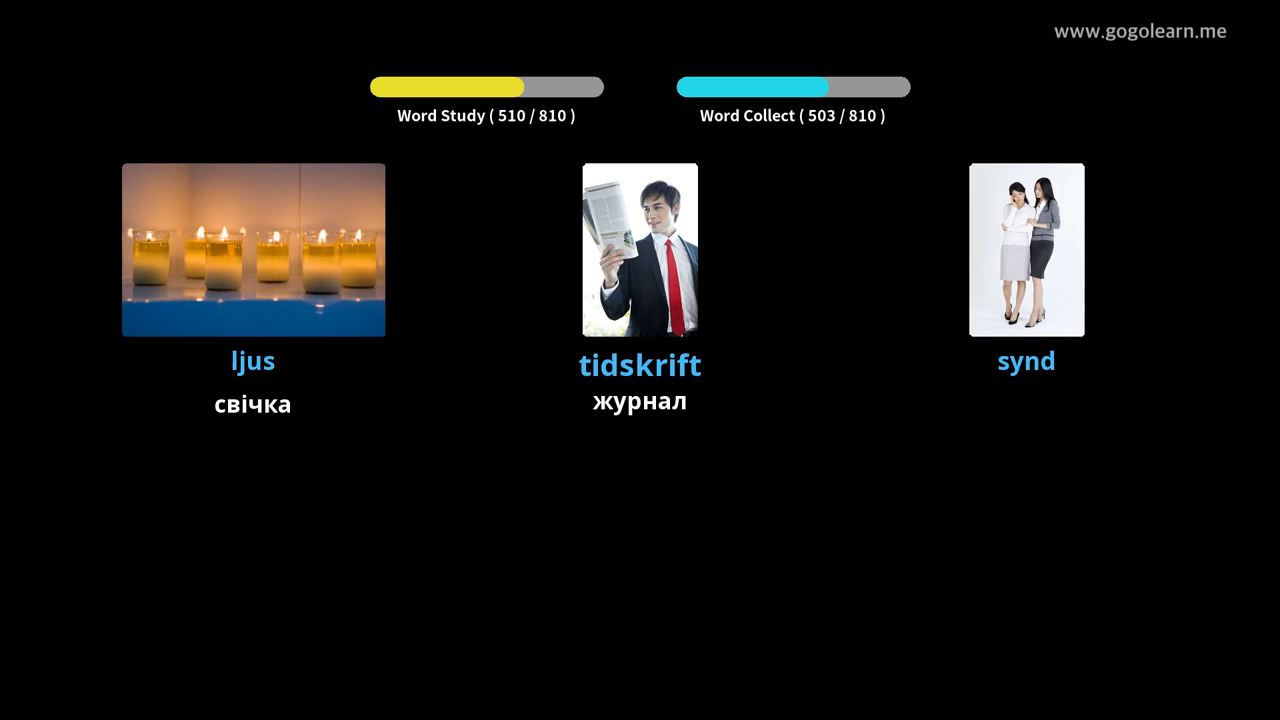 www.gogolearn.me
Word Study ( 510 / 810 )
Word Collect ( 503 / 810 )
ljus
tidskrift
synd
свічка
журнал